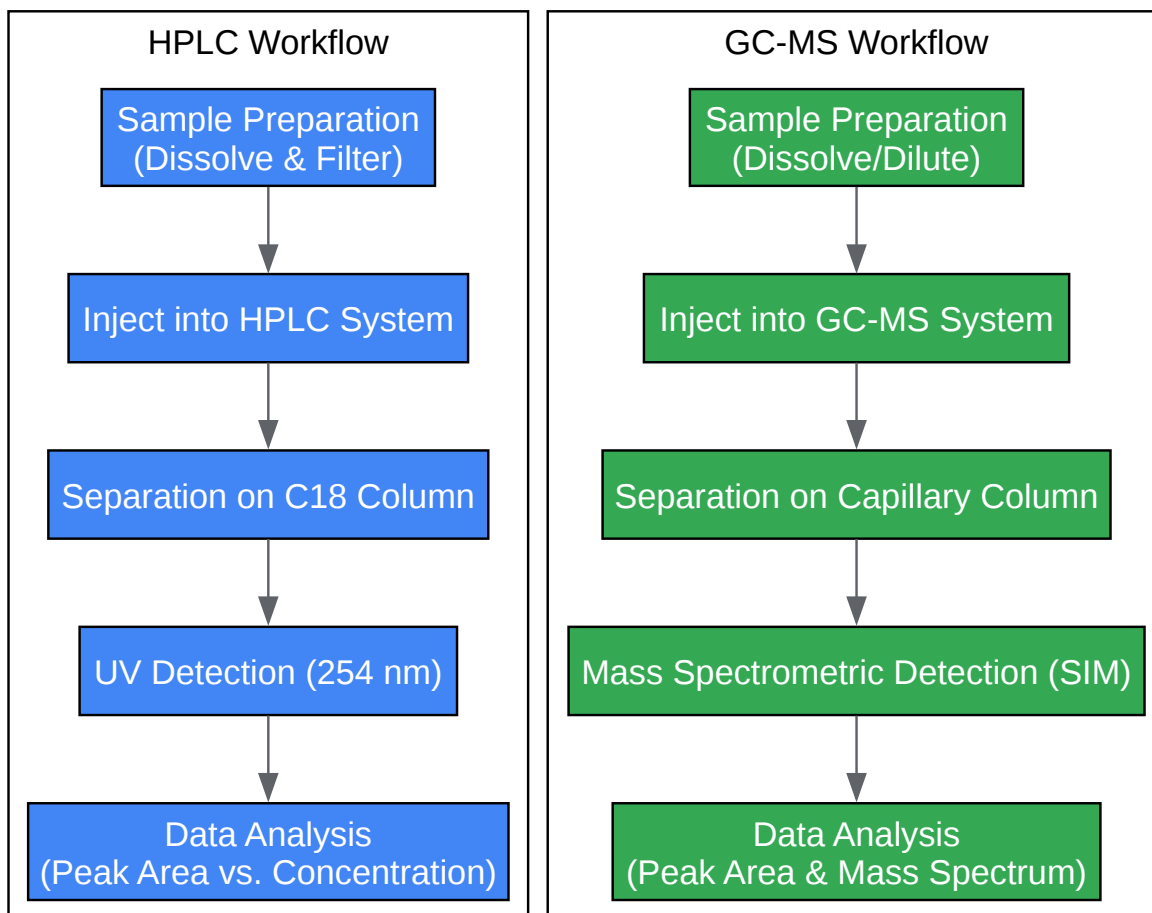 HPLC Workflow
Sample Preparation
(Dissolve & Filter)
Inject into HPLC System
Separation on C18 Column
UV Detection (254 nm)
Data Analysis
(Peak Area vs. Concentration)
GC-MS Workflow
Sample Preparation
(Dissolve/Dilute)
Inject into GC-MS System
Separation on Capillary Column
Mass Spectrometric Detection (SIM)
Data Analysis
(Peak Area & Mass Spectrum)